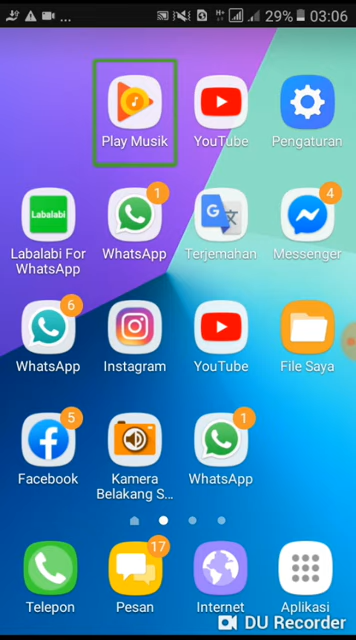 ... H+ 29% 03:06
Play Musik YouTube Pengaturan
Labalabi 1 4
Labalabi For WhatsApp Terjemahan Messenger
WhatsApp
6
WhatsApp Instagram YouTube File Saya
5 1
Facebook Kamera WhatsApp
Belakang S...
17
Telepon Pesan Internet Aplikasi
DU Recorder